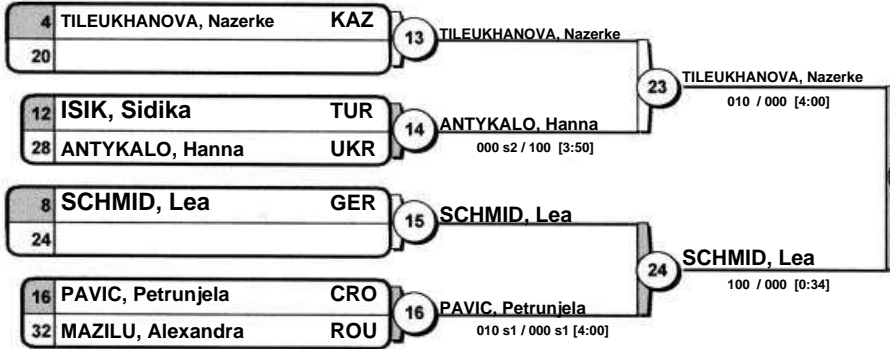 4 TILEUKHANOVA, Nazerke KAZ
20
13 TILEUKHANOVA, Nazerke
12 ISIK, Sidika TUR
28 ANTYKALO, Hanna UKR
14 ANTYKALO, Hanna
000 s2 / 100 [3:50]
23 TILEUKHANOVA, Nazerke
010 / 000 [4:00]
8 SCHMID, Lea GER
24
15 SCHMID, Lea
16 PAVIC, Petrunjela CRO
32 MAZILU, Alexandra ROU
16 PAVIC, Petrunjela
010 s1 / 000 s1 [4:00]
24 SCHMID, Lea
100 / 000 [0:34]